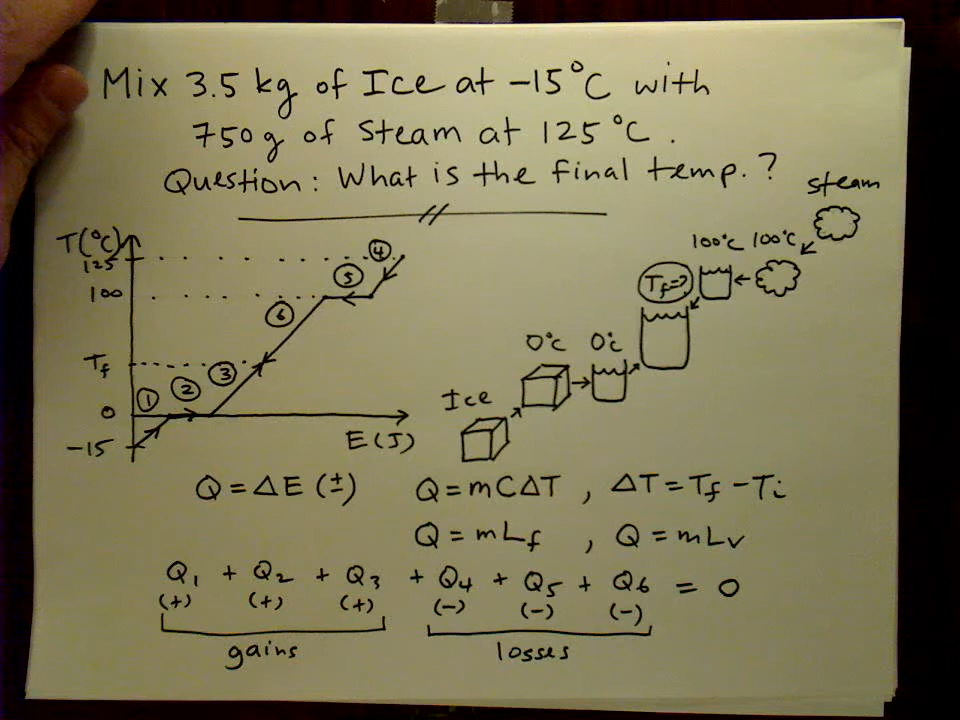 Mix 3.5 kg of Ice at -15°C with
750g of Steam at 125°C.
Question: What is the final temp.?
steam
T(°C)
125
④
100°C 100°C
100
⑤
⑥
Tf=?
Tf
③
②
①
0°C 0°C
0
Ice
E(J)
-15
Q = ΔE (±) Q = mCΔT , ΔT = Tf - Ti
Q = mLf , Q = mLv
Q1 + Q2 + Q3 + Q4 + Q5 + Q6 = 0
(+) (+) (+) (-) (-) (-)
gains losses